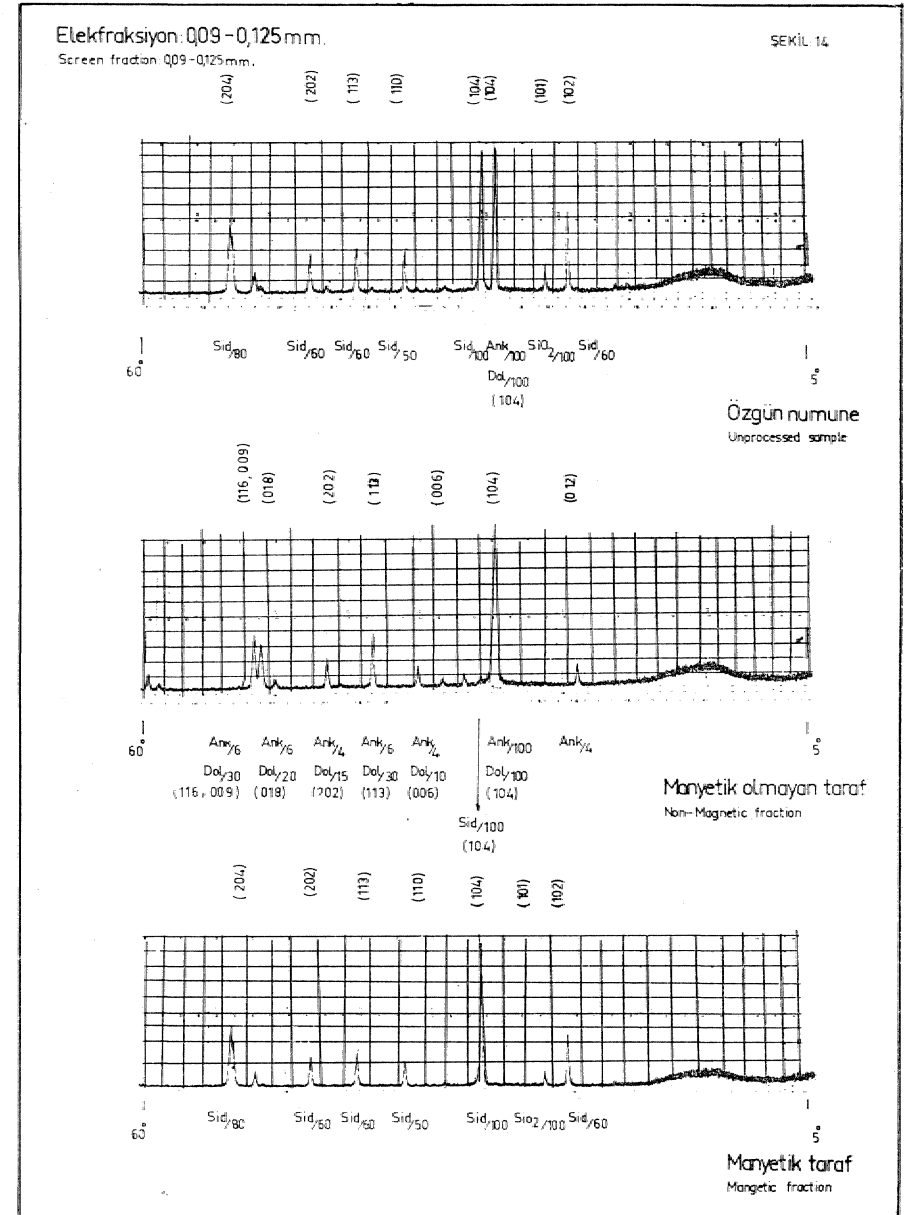 Elekfraksiyon: 0,09-0,125 mm.
ŞEKİL 14
Screen fraction: 0,09-0,125 mm.
(204) (202) (113) (110) (104) (104) (101) (102)
Sid/80 Sid/60 Sid/60 Sid/50 Sid/100 Ank/100 SiO2/100 Sid/60
60° 5°
Dol/100
(104)
Özgün numune
Unprocessed sample
(116,009) (018) (202) (113) (006) (104) (012)
60° 5°
Ank/6 Ank/6 Ank/4 Ank/6 Ank/4 Ank/100 Ank/4
Dol/30 Dol/20 Dol/15 Dol/30 Dol/10 Dol/100
(116,009) (018) (202) (113) (006) (104)
Manyetik olmayan taraf
Non-Magnetic fraction
Sid/100
(104)
(204) (202) (113) (110) (104) (101) (102)
Sid/80 Sid/60 Sid/60 Sid/50 Sid/100 Sio2/100 Sid/60
60° 5°
Manyetik taraf
Mangetic fraction